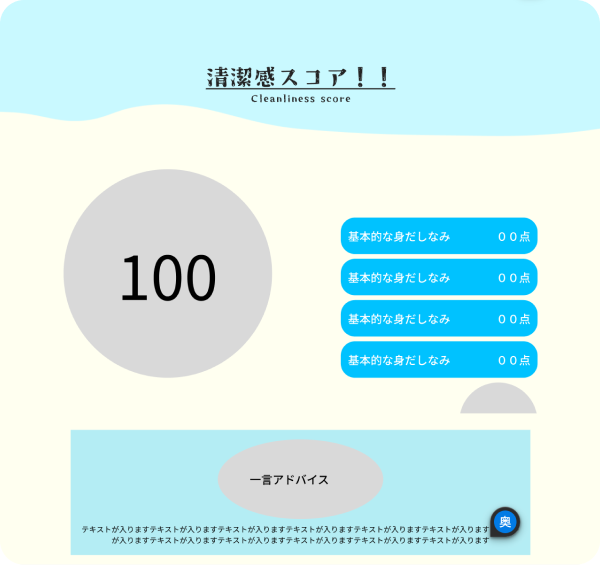 清潔感スコア！！
Cleanliness score
100
基本的な身だしなみ ００点
基本的な身だしなみ ００点
基本的な身だしなみ ００点
基本的な身だしなみ ００点
一言アドバイス
テキストが入りますテキストが入りますテキストが入りますテキストが入りますテキストが入りますテキストが入ります
が入りますテキストが入りますテキストが入りますテキストが入りますテキストが入りますテキストが入ります
奥